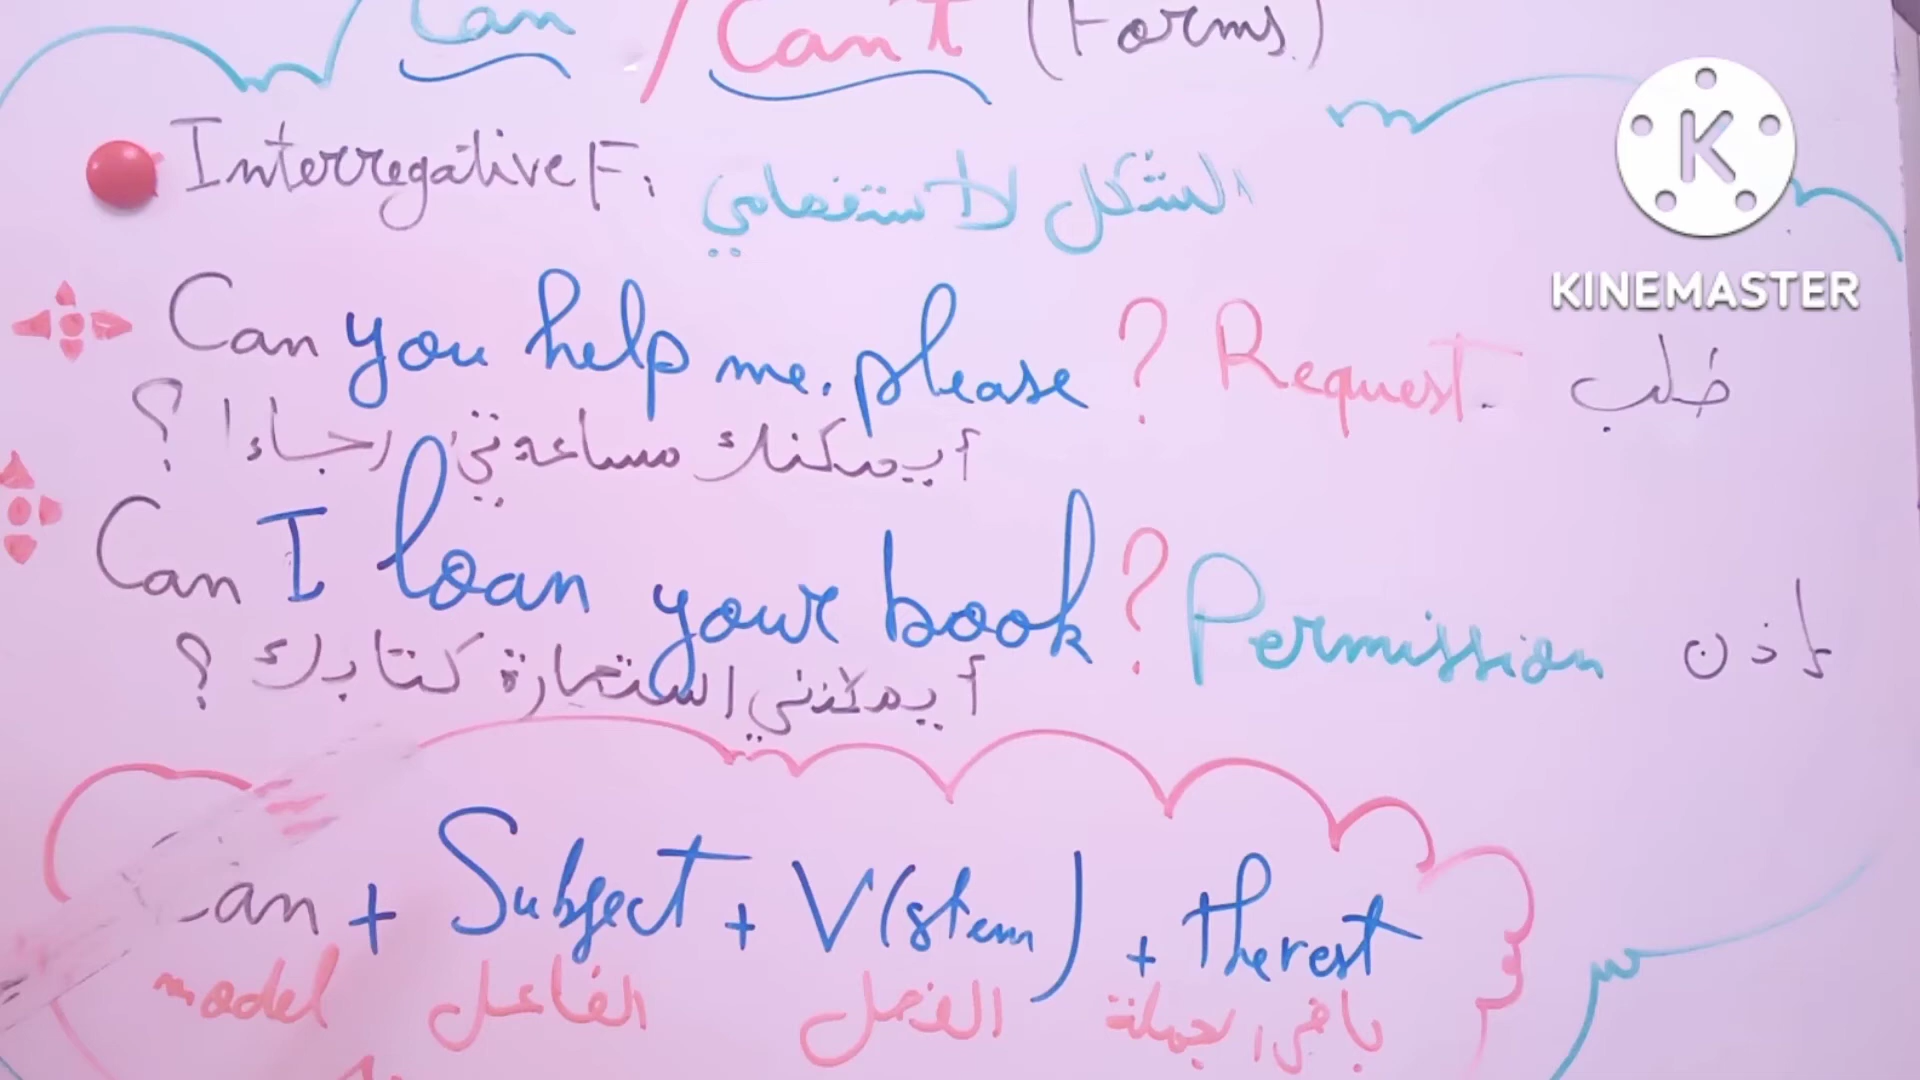 Can / Can't (Forms)
Interregative F. الشكل الاستفهامي
Can you help me, please ? Request. طلب
أيمكنك مساعدتي رجاءا ؟
Can I loan your book ? Permission إذن
أيمكنني استعارة كتابك ؟
Can + Subject + V(stem) + the rest
model الفاعل الفعل باقي الجملة
KINEMASTER